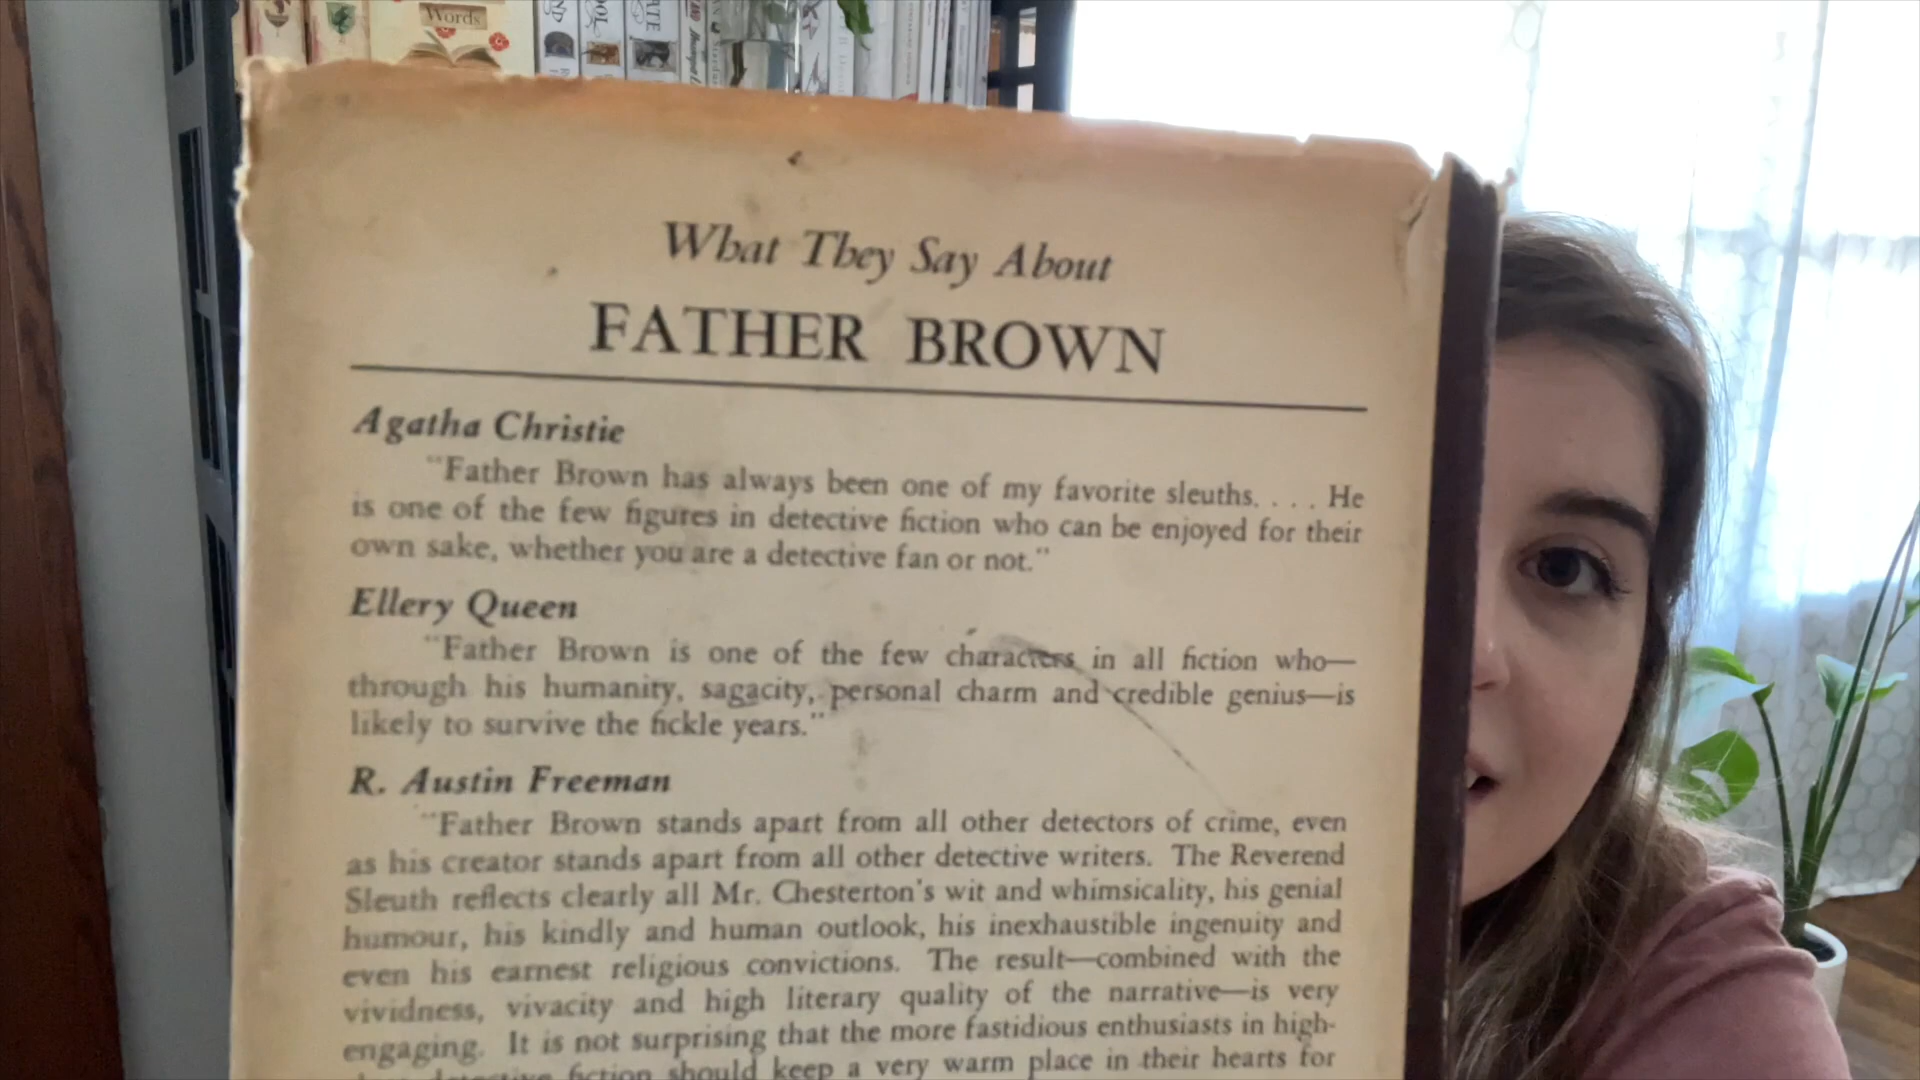 Words
What They Say About
FATHER BROWN
Agatha Christie
"Father Brown has always been one of my favorite sleuths. . . . He
is one of the few figures in detective fiction who can be enjoyed for their
own sake, whether you are a detective fan or not."
Ellery Queen
"Father Brown is one of the few characters in all fiction who—
through his humanity, sagacity, personal charm and credible genius—is
likely to survive the fickle years."
R. Austin Freeman
"Father Brown stands apart from all other detectors of crime, even
as his creator stands apart from all other detective writers. The Reverend
Sleuth reflects clearly all Mr. Chesterton's wit and whimsicality, his genial
humour, his kindly and human outlook, his inexhaustible ingenuity and
even his earnest religious convictions. The result—combined with the
vividness, vivacity and high literary quality of the narrative—is very
engaging. It is not surprising that the more fastidious enthusiasts in high-
detective fiction should keep a very warm place in their hearts for